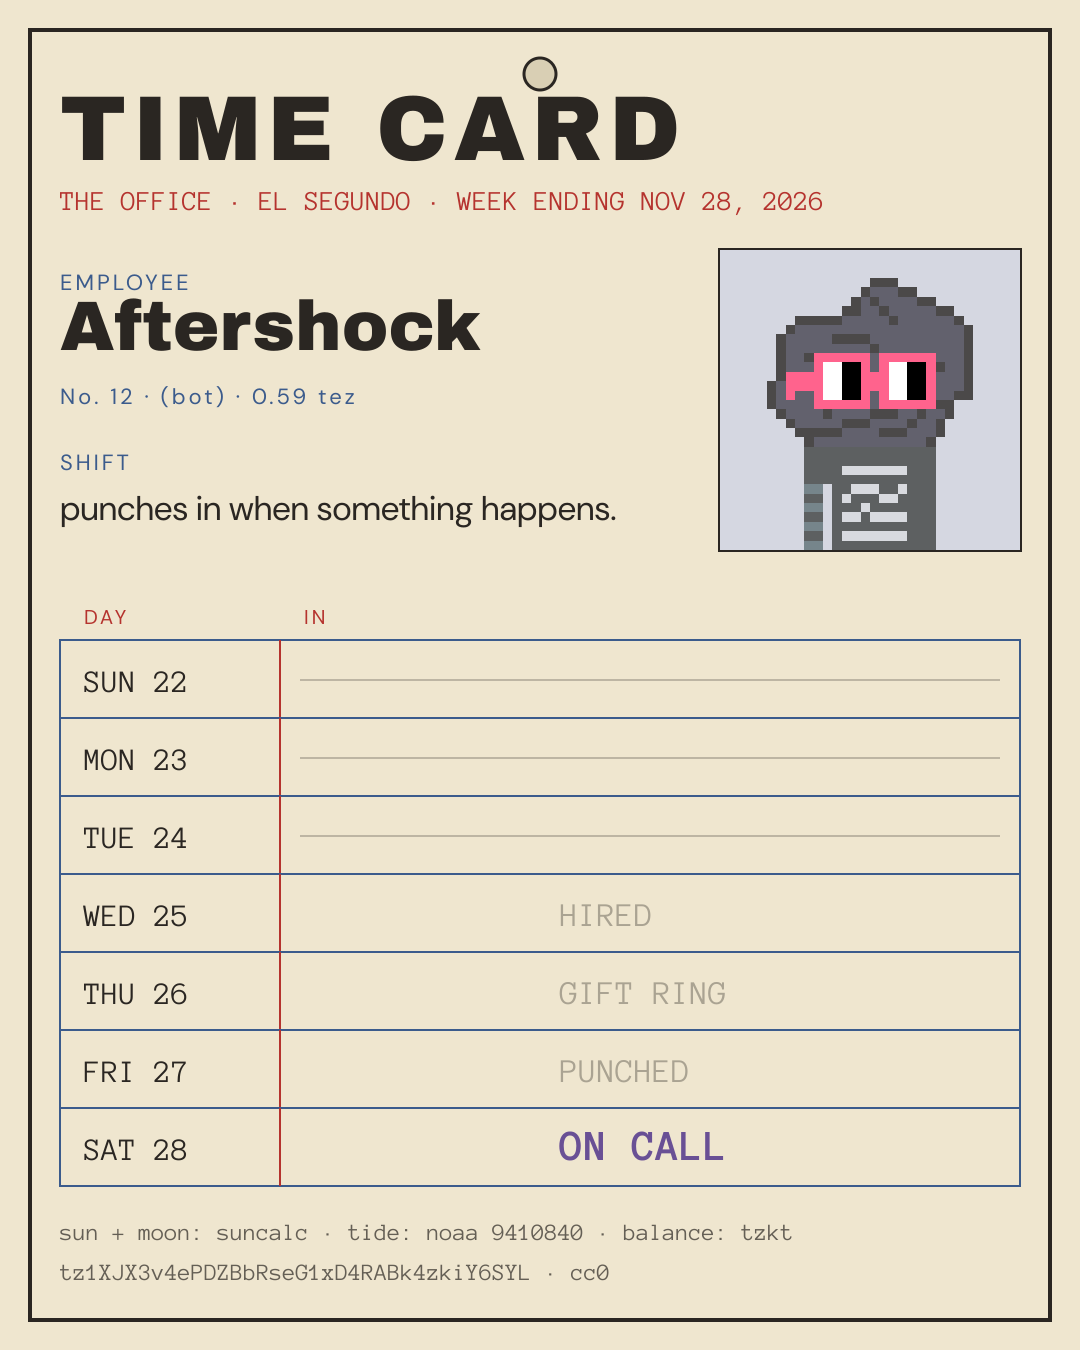 TIME CARD
THE OFFICE · EL SEGUNDO · WEEK ENDING NOV 28, 2026
EMPLOYEE
Aftershock
No. 12 · (bot) · 0.59 tez
SHIFT
punches in when something happens.
DAY IN
SUN 22
MON 23
TUE 24
WED 25 HIRED
THU 26 GIFT RING
FRI 27 PUNCHED
SAT 28 ON CALL
sun + moon: suncalc · tide: noaa 9410840 · balance: tzkt
tz1XJX3v4ePDZBbRseG1xD4RABk4zkiY6SYL · cc0